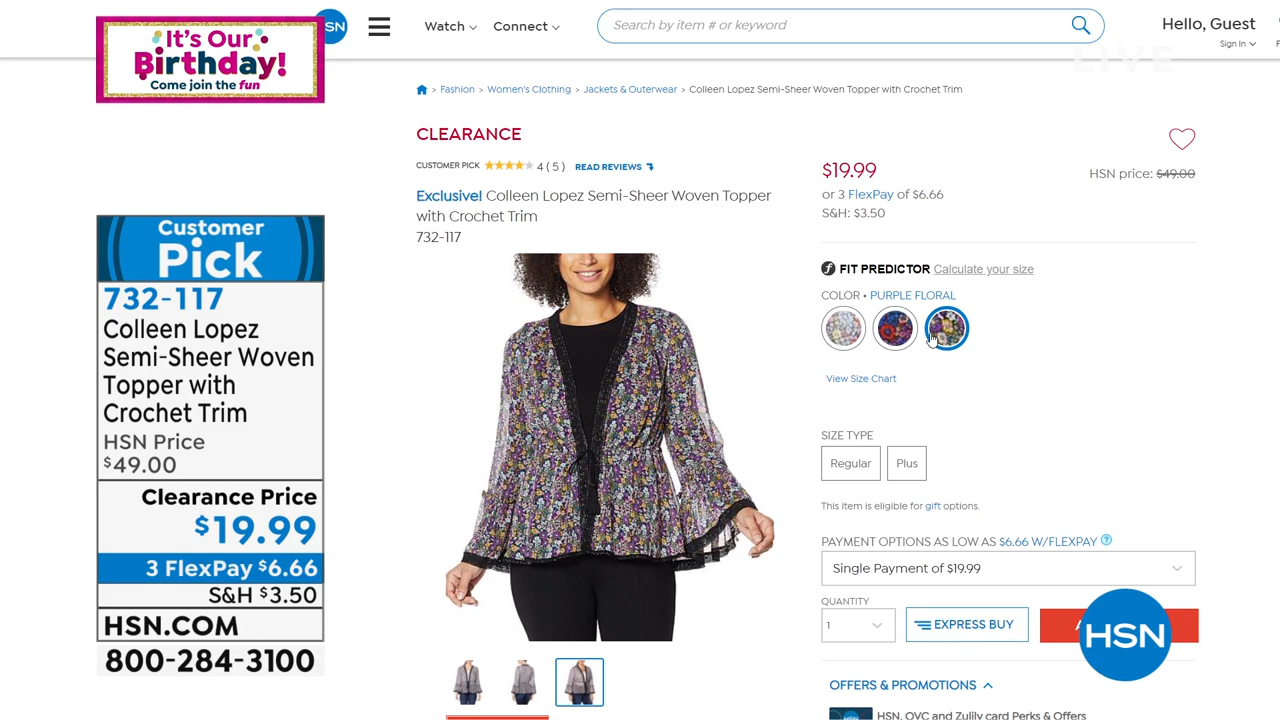 It's Our
Birthday!
Come join the fun
Watch
Connect
Search by item # or keyword
Hello, Guest
Sign In
LIVE
> Fashion > Women's Clothing > Jackets & Outerwear > Colleen Lopez Semi-Sheer Woven Topper with Crochet Trim
CLEARANCE
CUSTOMER PICK 4 ( 5 ) READ REVIEWS
Exclusive! Colleen Lopez Semi-Sheer Woven Topper
with Crochet Trim
732-117
$19.99
HSN price: $49.00
or 3 FlexPay of $6.66
S&H: $3.50
FIT PREDICTOR Calculate your size
COLOR • PURPLE FLORAL
View Size Chart
SIZE TYPE
Regular
Plus
This item is eligible for gift options.
PAYMENT OPTIONS AS LOW AS $6.66 W/FLEXPAY ?
Single Payment of $19.99
QUANTITY
1
EXPRESS BUY
HSN
OFFERS & PROMOTIONS
HSN, QVC and Zulily card Perks & Offers
Customer
Pick
732-117
Colleen Lopez
Semi-Sheer Woven
Topper with
Crochet Trim
HSN Price
$49.00
Clearance Price
$19.99
3 FlexPay $6.66
S&H $3.50
HSN.COM
800-284-3100